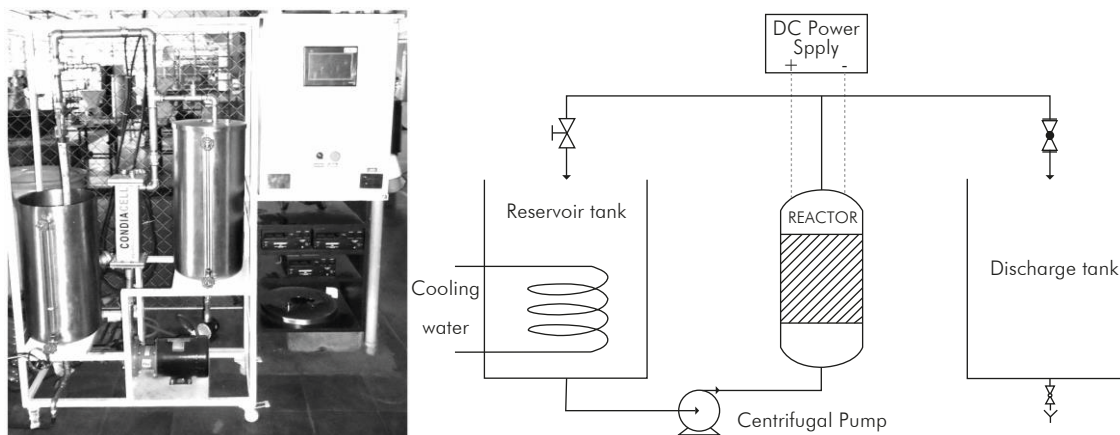 CONDIACELL
DC Power
Spply
+ -
Reservoir tank
REACTOR
Discharge tank
Cooling
water
Centrifugal Pump